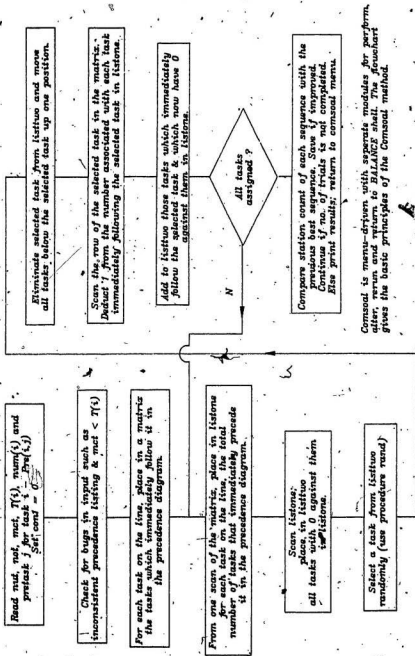 Read nut, not, mct, T(i), num(i) and
pretask j for task i - Pre(i,j)
Set conf = 0
Check for bugs in input such as
inconsistent precedence listing & mct < T(i)
For each task on the line, place in a matrix
the tasks which immediately follow it in
the precedence diagram.
From one scan of the matrix, place in listone
for each task on the line, the total
number of tasks that immediately precede
it in the precedence diagram.
Scan listone;
place in listtwo
all tasks with 0 against them
in listone.
Select a task from listtwo
randomly (use procedure rand)
Eliminate selected task from listtwo and move
all tasks below the selected task up one position.
Scan the row of the selected task in the matrix.
Deduct 1 from the number associated with each task
immediately following the selected task in listone.
Add to listtwo those tasks which immediately
follow the selected task & which now have 0
against them in listone.
All tasks
assigned ?
N
Compare station count of each sequence with the
previous best sequence. Save if improved.
Continue if no. of trials is not completed.
Else print results; return to comsoal menu.
Comsoal is menu-driven with seperate modules for perform,
alter, rerun and return to BALANCE shell. The flowchart
gives the basic principles of the Comsoal method.